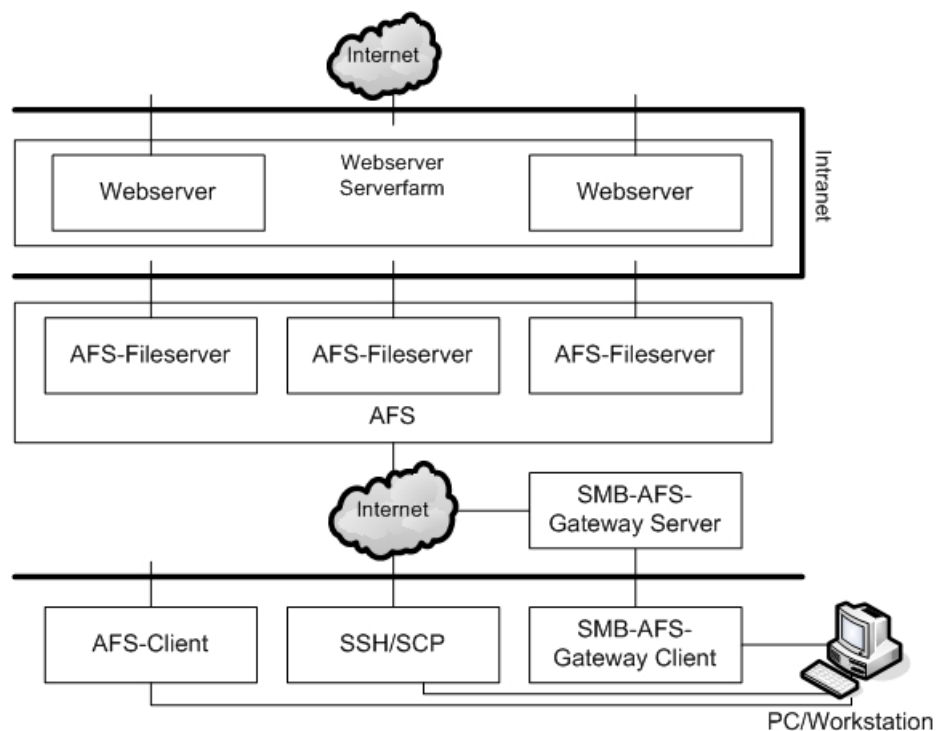 Internet
Webserver
Serverfarm
Webserver
Webserver
Intranet
AFS-Fileserver
AFS-Fileserver
AFS-Fileserver
AFS
Internet
SMB-AFS-
Gateway Server
AFS-Client
SSH/SCP
SMB-AFS-
Gateway Client
PC/Workstation